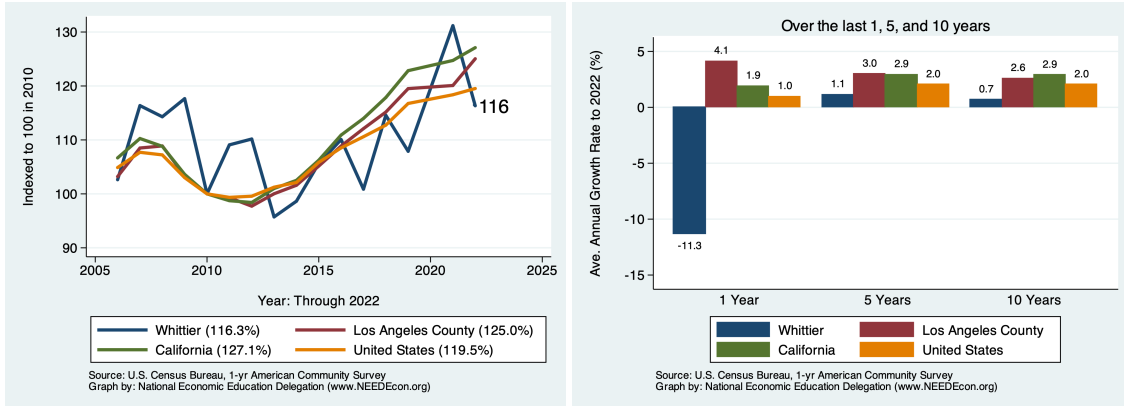 Indexed to 100 in 2010
130
120
110
100
90
116
2005 2010 2015 2020 2025
Year: Through 2022
Whittier (116.3%) Los Angeles County (125.0%)
California (127.1%) United States (119.5%)
Source: U.S. Census Bureau, 1-yr American Community Survey
Graph by: National Economic Education Delegation (www.NEEDEcon.org)
Over the last 1, 5, and 10 years
Ave. Annual Growth Rate to 2022 (%)
5
0
-5
-10
-15
-11.3 4.1 1.9 1.0
1.1 3.0 2.9 2.0
0.7 2.6 2.9 2.0
1 Year 5 Years 10 Years
Whittier Los Angeles County
California United States
Source: U.S. Census Bureau, 1-yr American Community Survey
Graph by: National Economic Education Delegation (www.NEEDEcon.org)